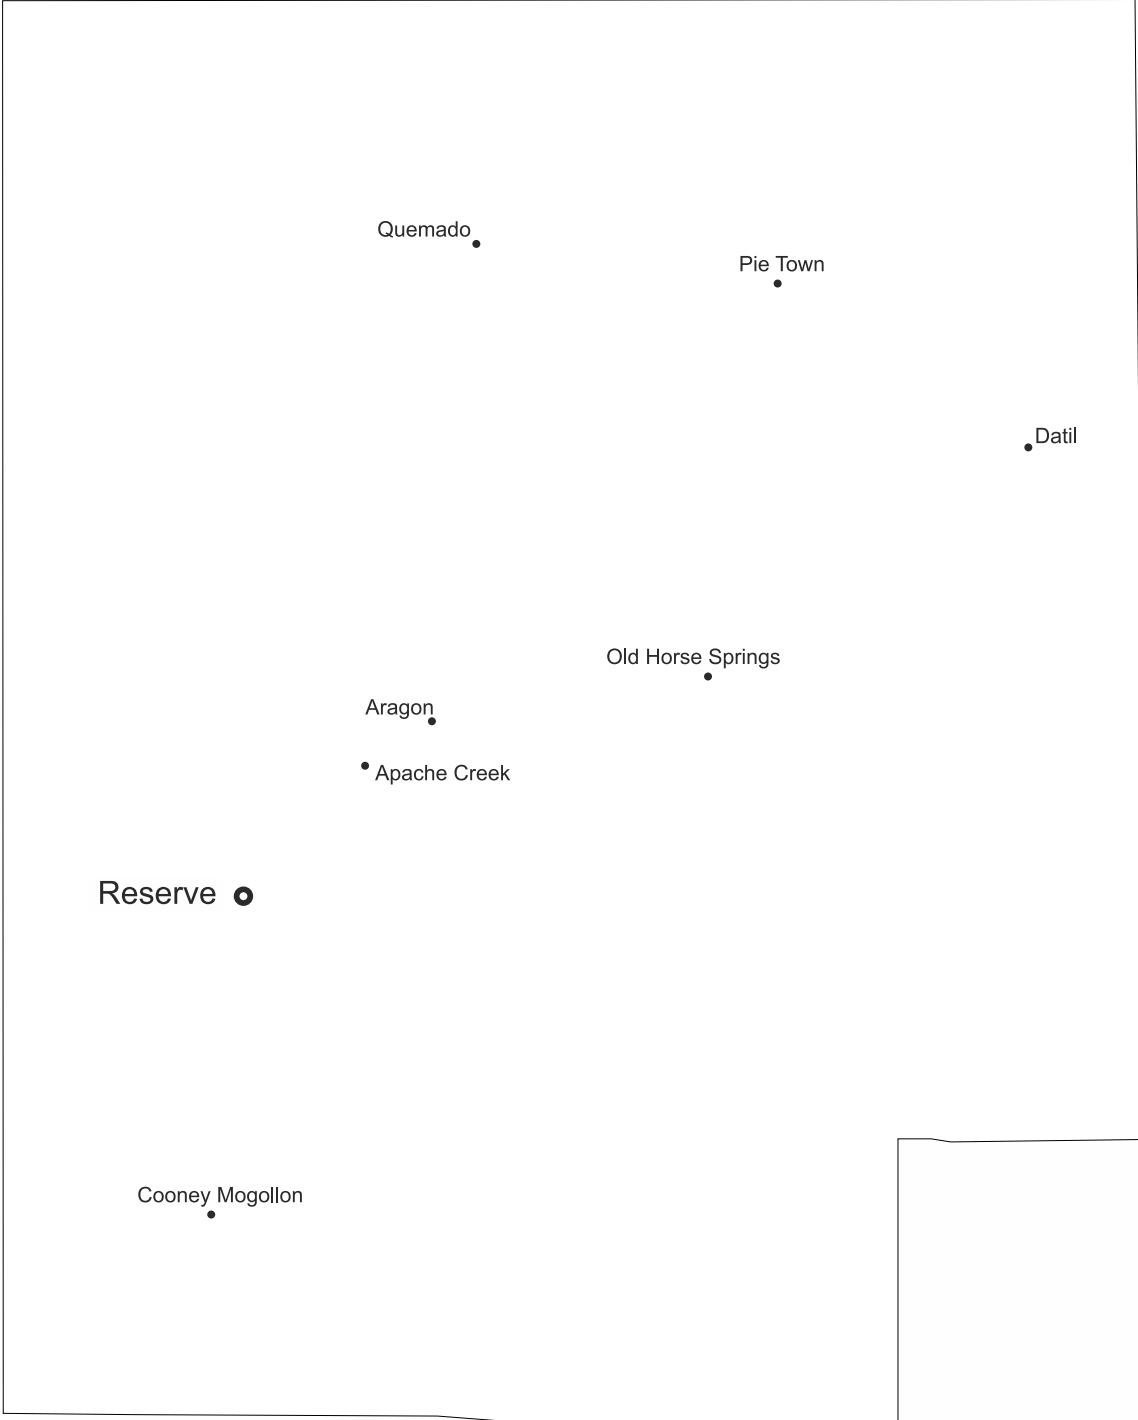 Quemado
Pie Town
Datil
Old Horse Springs
Aragon
Apache Creek
Reserve
Cooney Mogollon